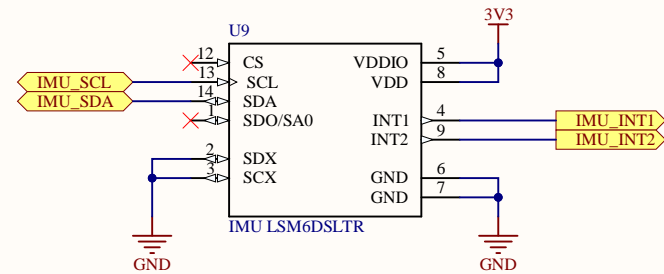 U9
3V3
12 CS VDDIO 5
IMU_SCL 13 SCL VDD 8
IMU_SDA 14 SDA
1 SDO/SA0 INT1 4 IMU_INT1
INT2 9 IMU_INT2
2 SDX
3 SCX GND 6
GND 7
IMU LSM6DSLTR
GND GND